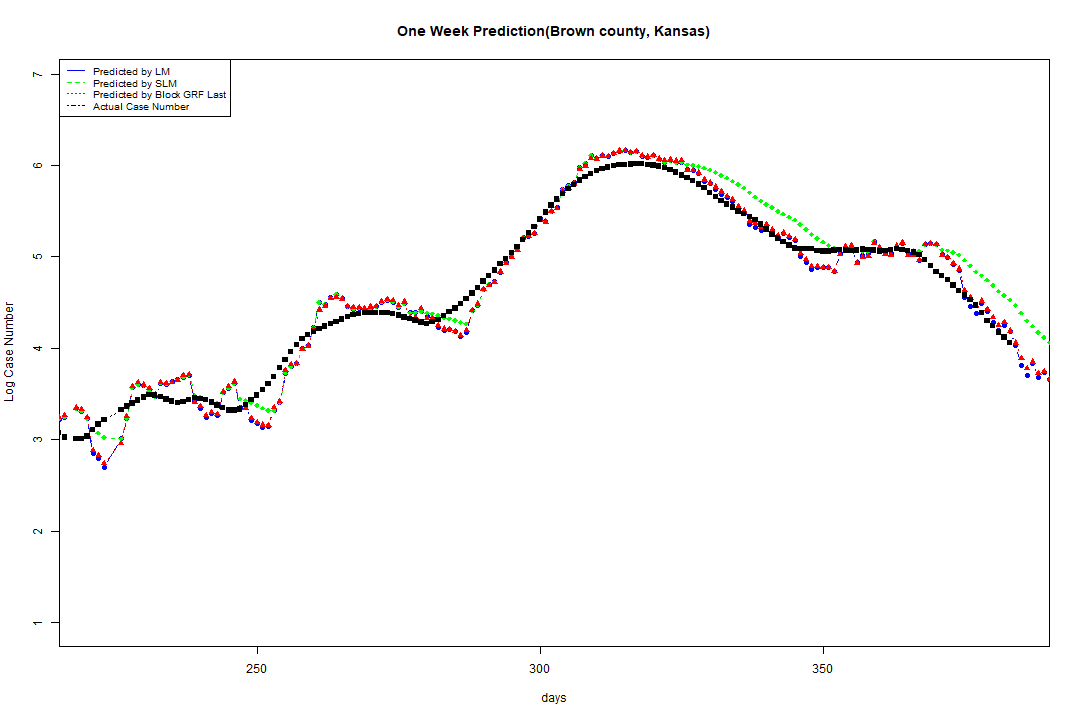 One Week Prediction(Brown county, Kansas)
Predicted by LM
Predicted by SLM
Predicted by Block GRF Last
Actual Case Number
7
6
5
4
3
2
1
Log Case Number
250
300
350
days